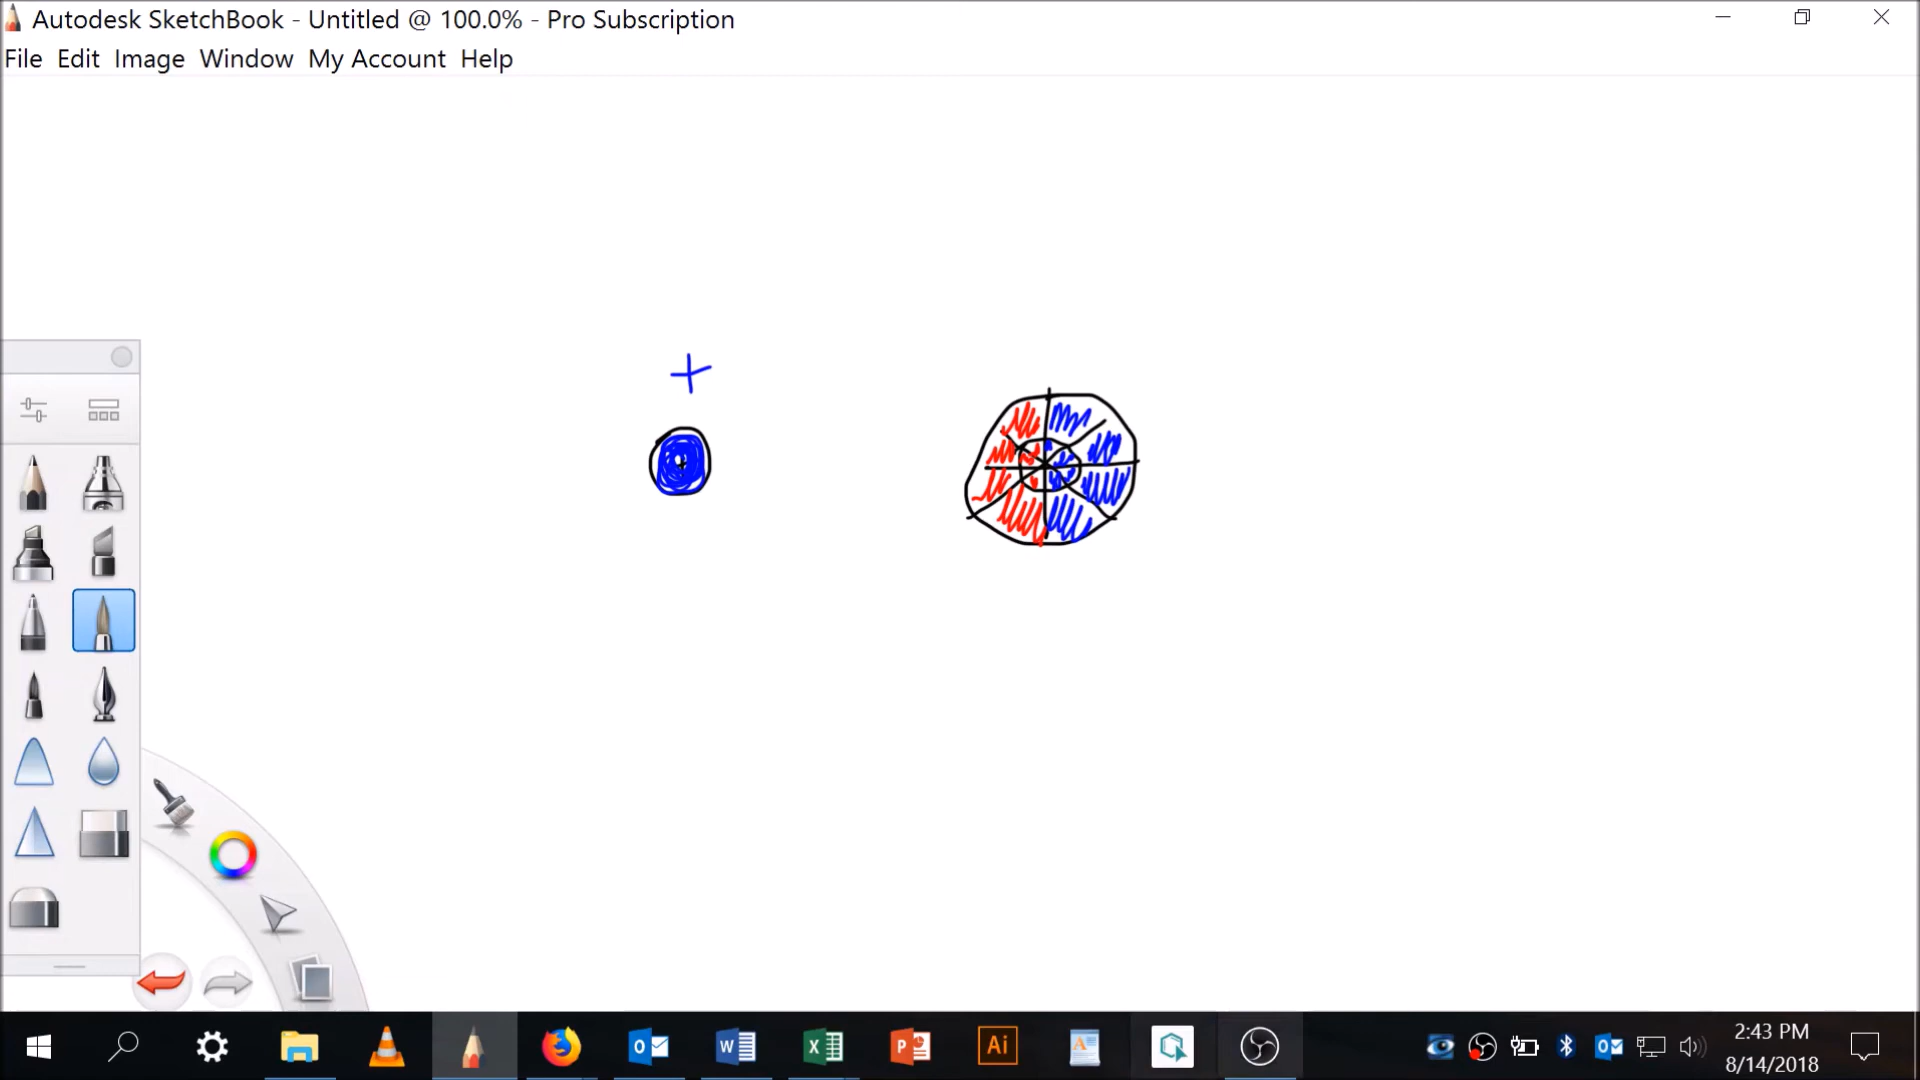 Autodesk SketchBook - Untitled @ 100.0% - Pro Subscription
File Edit Image Window My Account Help
+
Ai
2:43 PM
8/14/2018